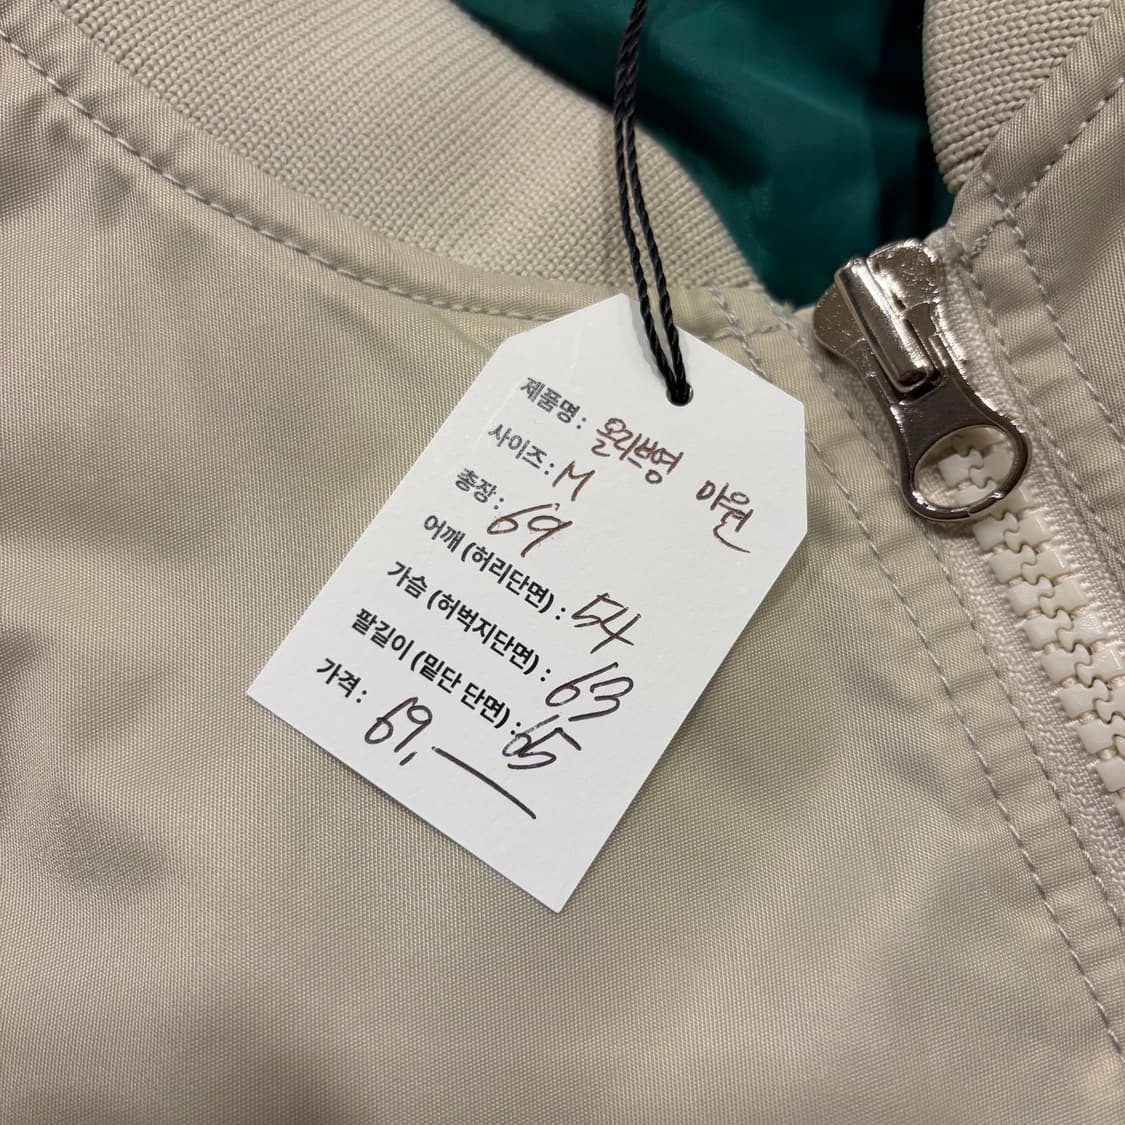 제품명 : 올리브영 야원
사이즈 : M
총장 : 69
어깨 (허리단면) : 54
가슴 (허벅지단면) : 63
팔길이 (밑단 단면) : 65
가격 : 69,—